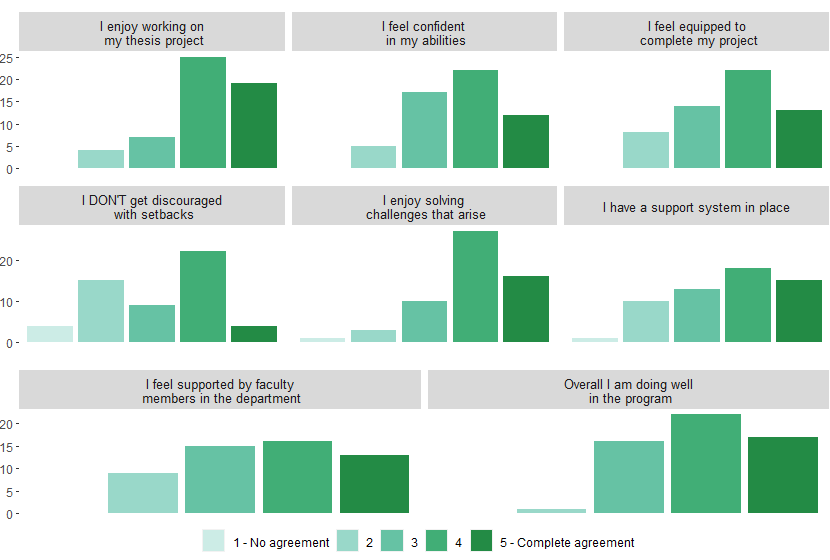 I enjoy working on
my thesis project
I feel confident
in my abilities
I feel equipped to
complete my project
25
20
15
10
5
0
I DON'T get discouraged
with setbacks
I enjoy solving
challenges that arise
I have a support system in place
20
10
0
I feel supported by faculty
members in the department
Overall I am doing well
in the program
20
15
10
5
0
1 - No agreement 2 3 4 5 - Complete agreement